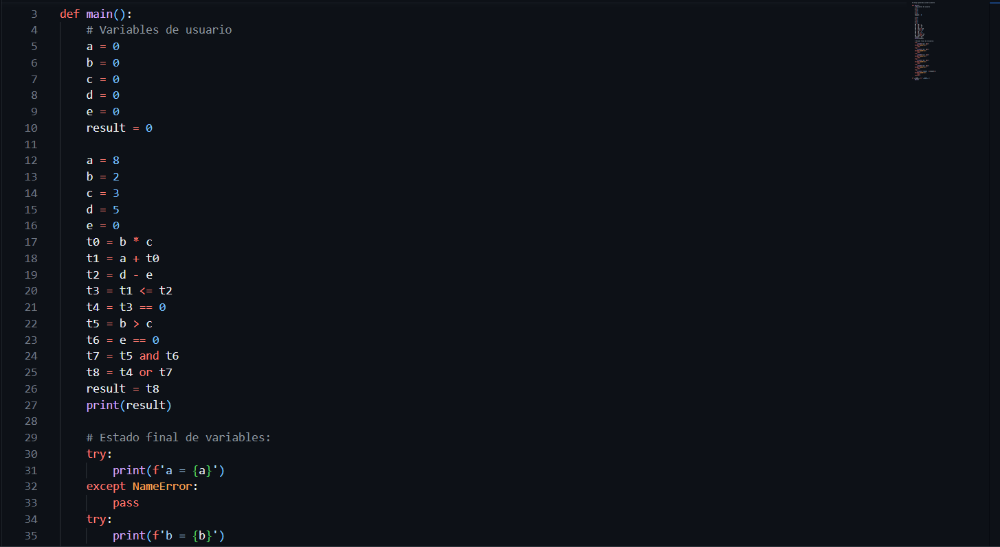 3 def main():
4 # Variables de usuario
5 a = 0
6 b = 0
7 c = 0
8 d = 0
9 e = 0
10 result = 0
11
12 a = 8
13 b = 2
14 c = 3
15 d = 5
16 e = 0
17 t0 = b * c
18 t1 = a + t0
19 t2 = d - e
20 t3 = t1 <= t2
21 t4 = t3 == 0
22 t5 = b > c
23 t6 = e == 0
24 t7 = t5 and t6
25 t8 = t4 or t7
26 result = t8
27 print(result)
28
29 # Estado final de variables:
30 try:
31 print(f'a = {a}')
32 except NameError:
33 pass
34 try:
35 print(f'b = {b}')